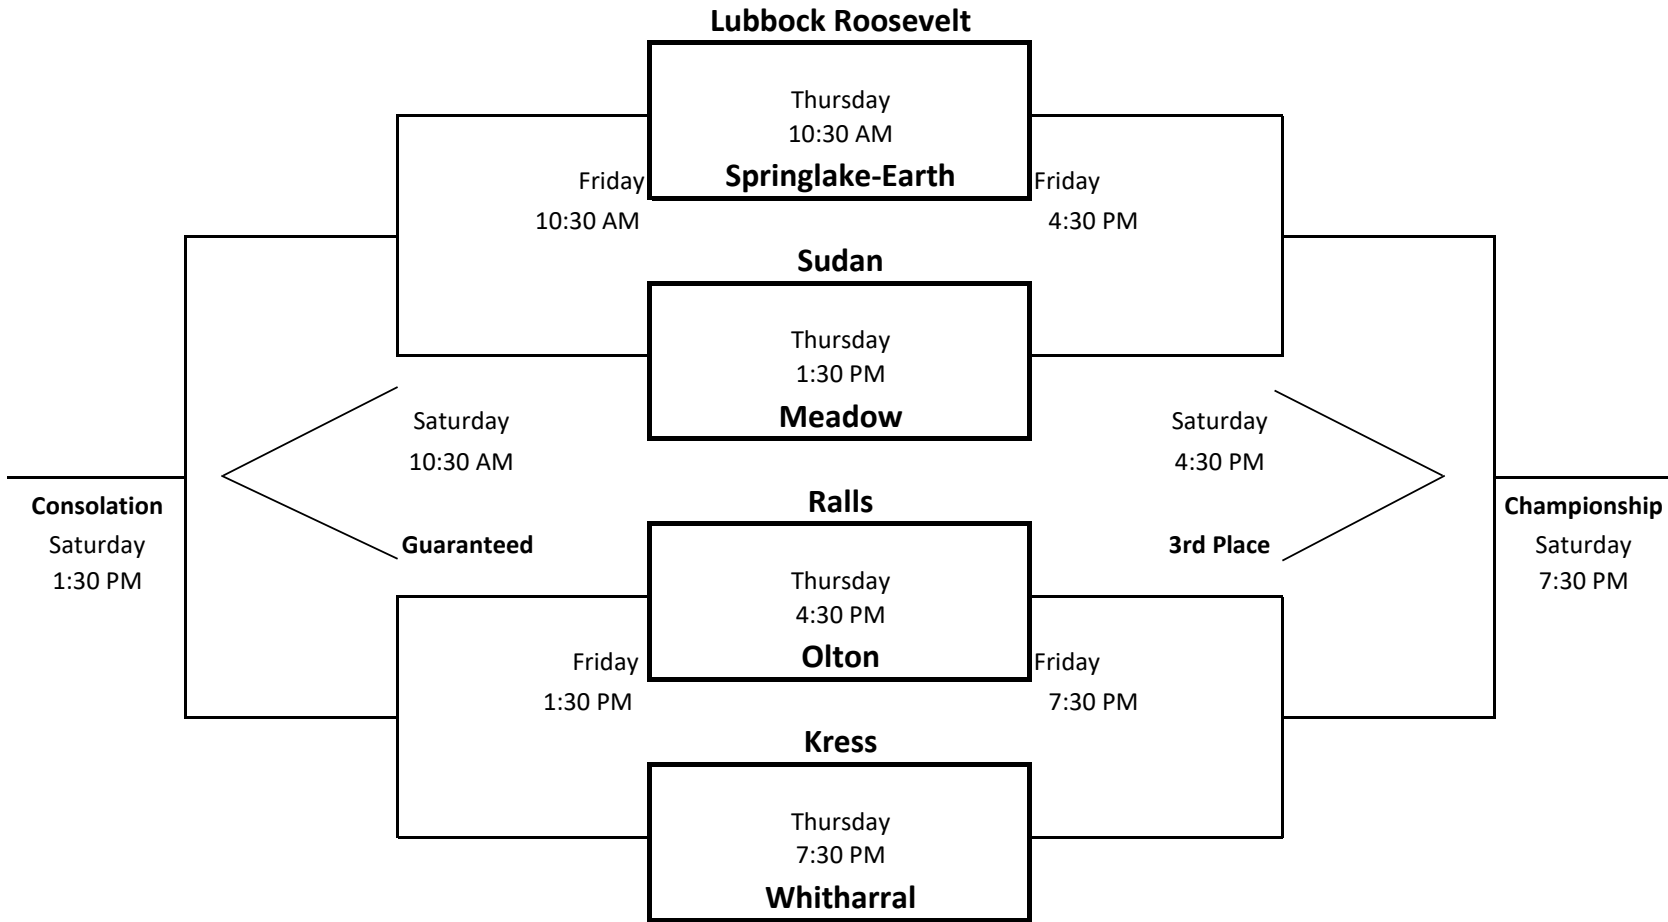 Lubbock Roosevelt
Thursday
10:30 AM
Springlake-Earth
Friday
10:30 AM
Friday
4:30 PM
Sudan
Thursday
1:30 PM
Meadow
Saturday
10:30 AM
Guaranteed
Saturday
4:30 PM
3rd Place
Consolation
Saturday
1:30 PM
Championship
Saturday
7:30 PM
Ralls
Thursday
4:30 PM
Olton
Friday
1:30 PM
Friday
7:30 PM
Kress
Thursday
7:30 PM
Whitharral